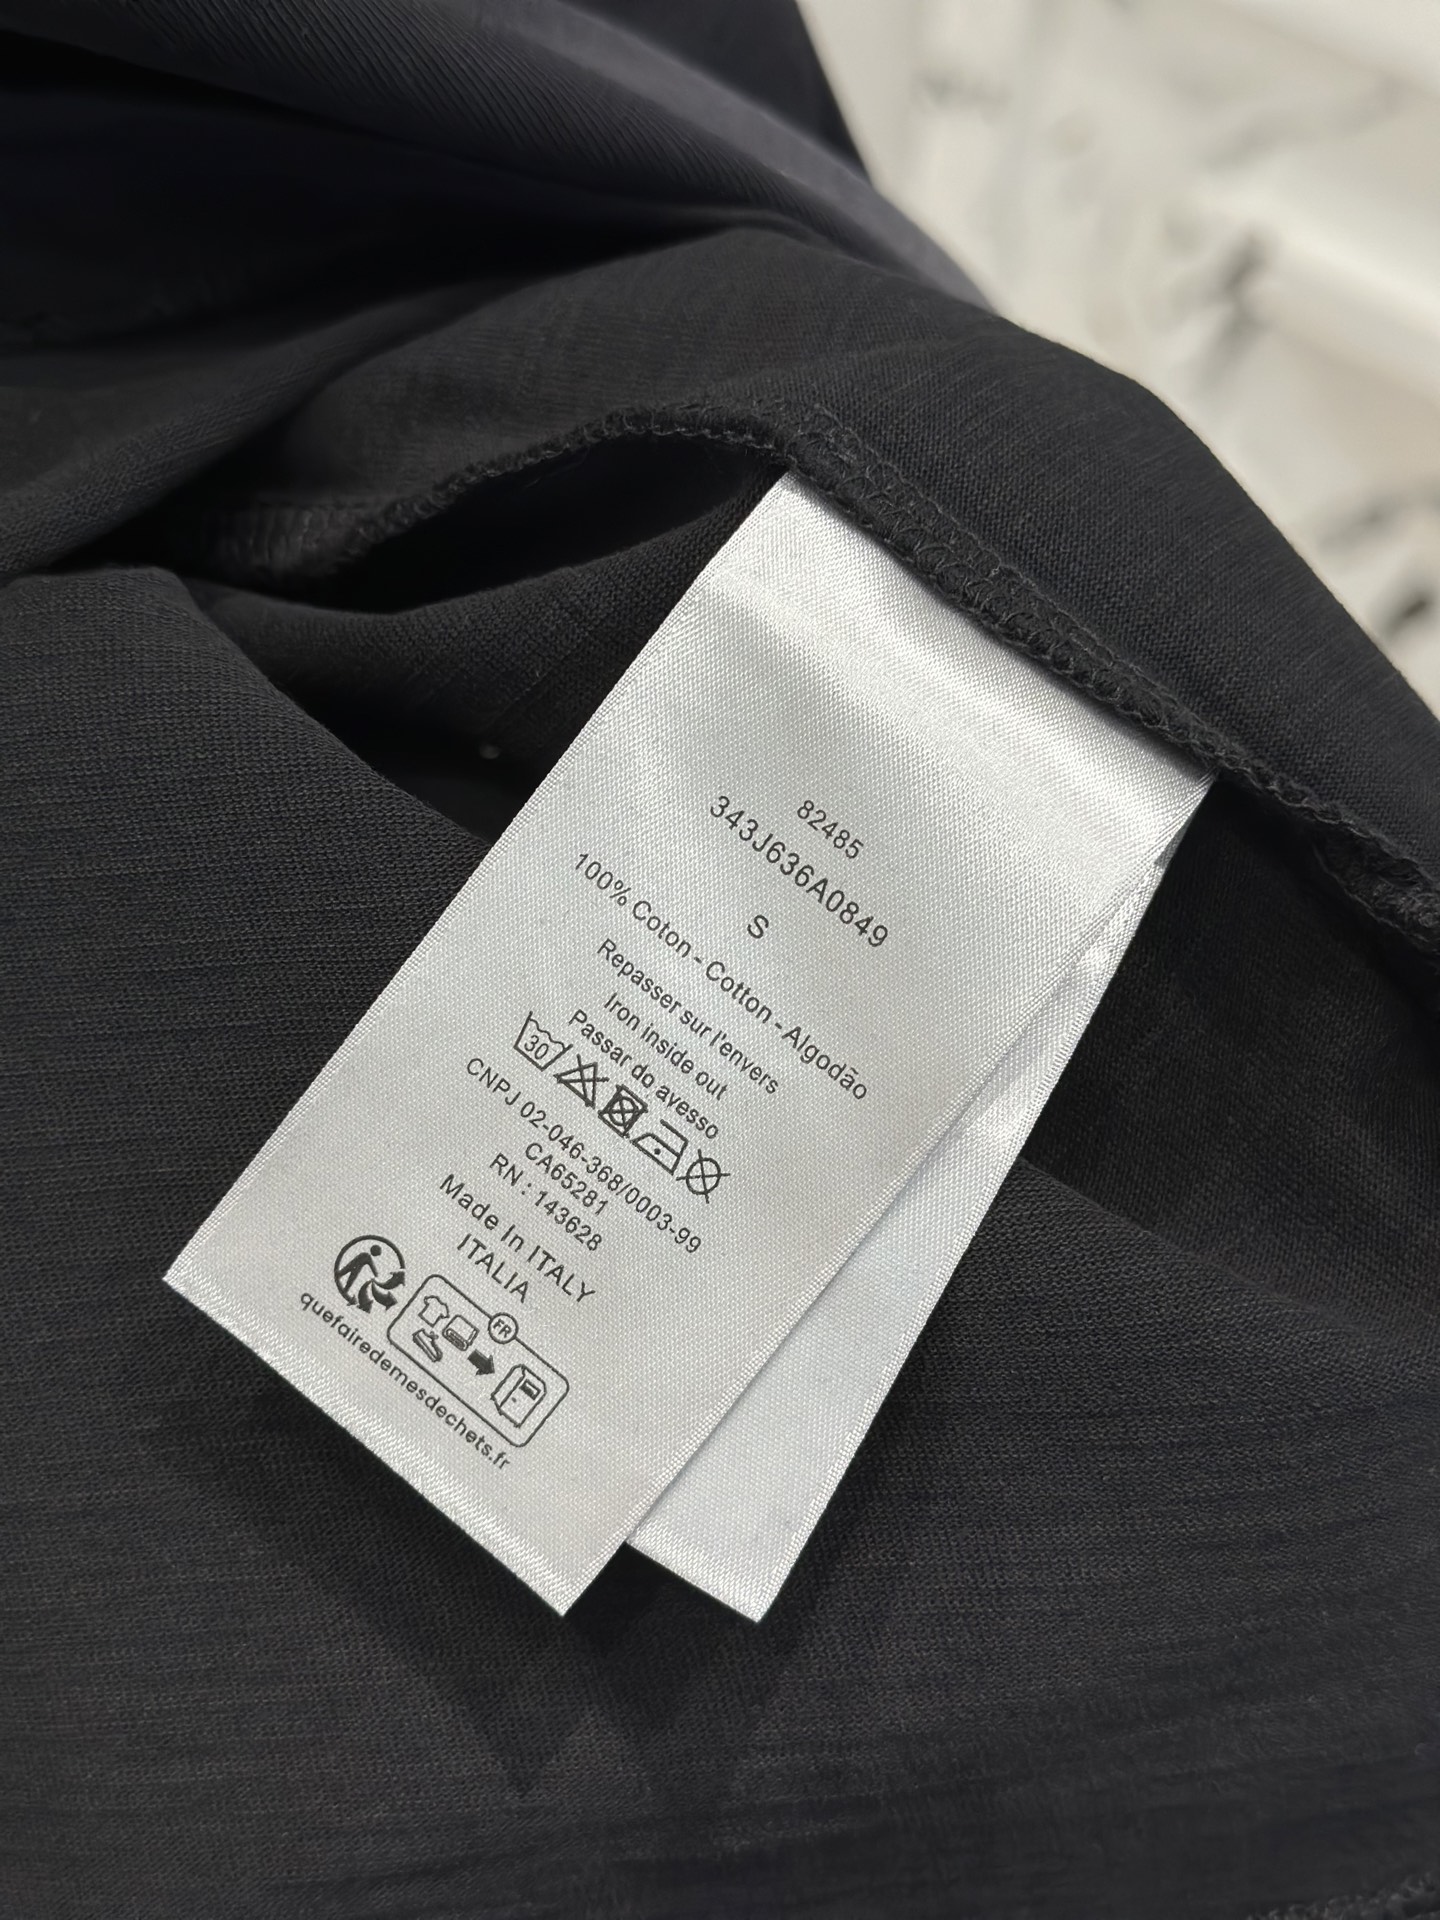 82485
343J636A0849
S
100% Coton - Cotton - Algodão
Repasser sur l'envers
Iron inside out
Passar do avesso
30
CNPJ 02-046-368/0003-99
CA65281
RN : 143628
Made In ITALY
ITALIA
FR
quefairedemesdechets.fr